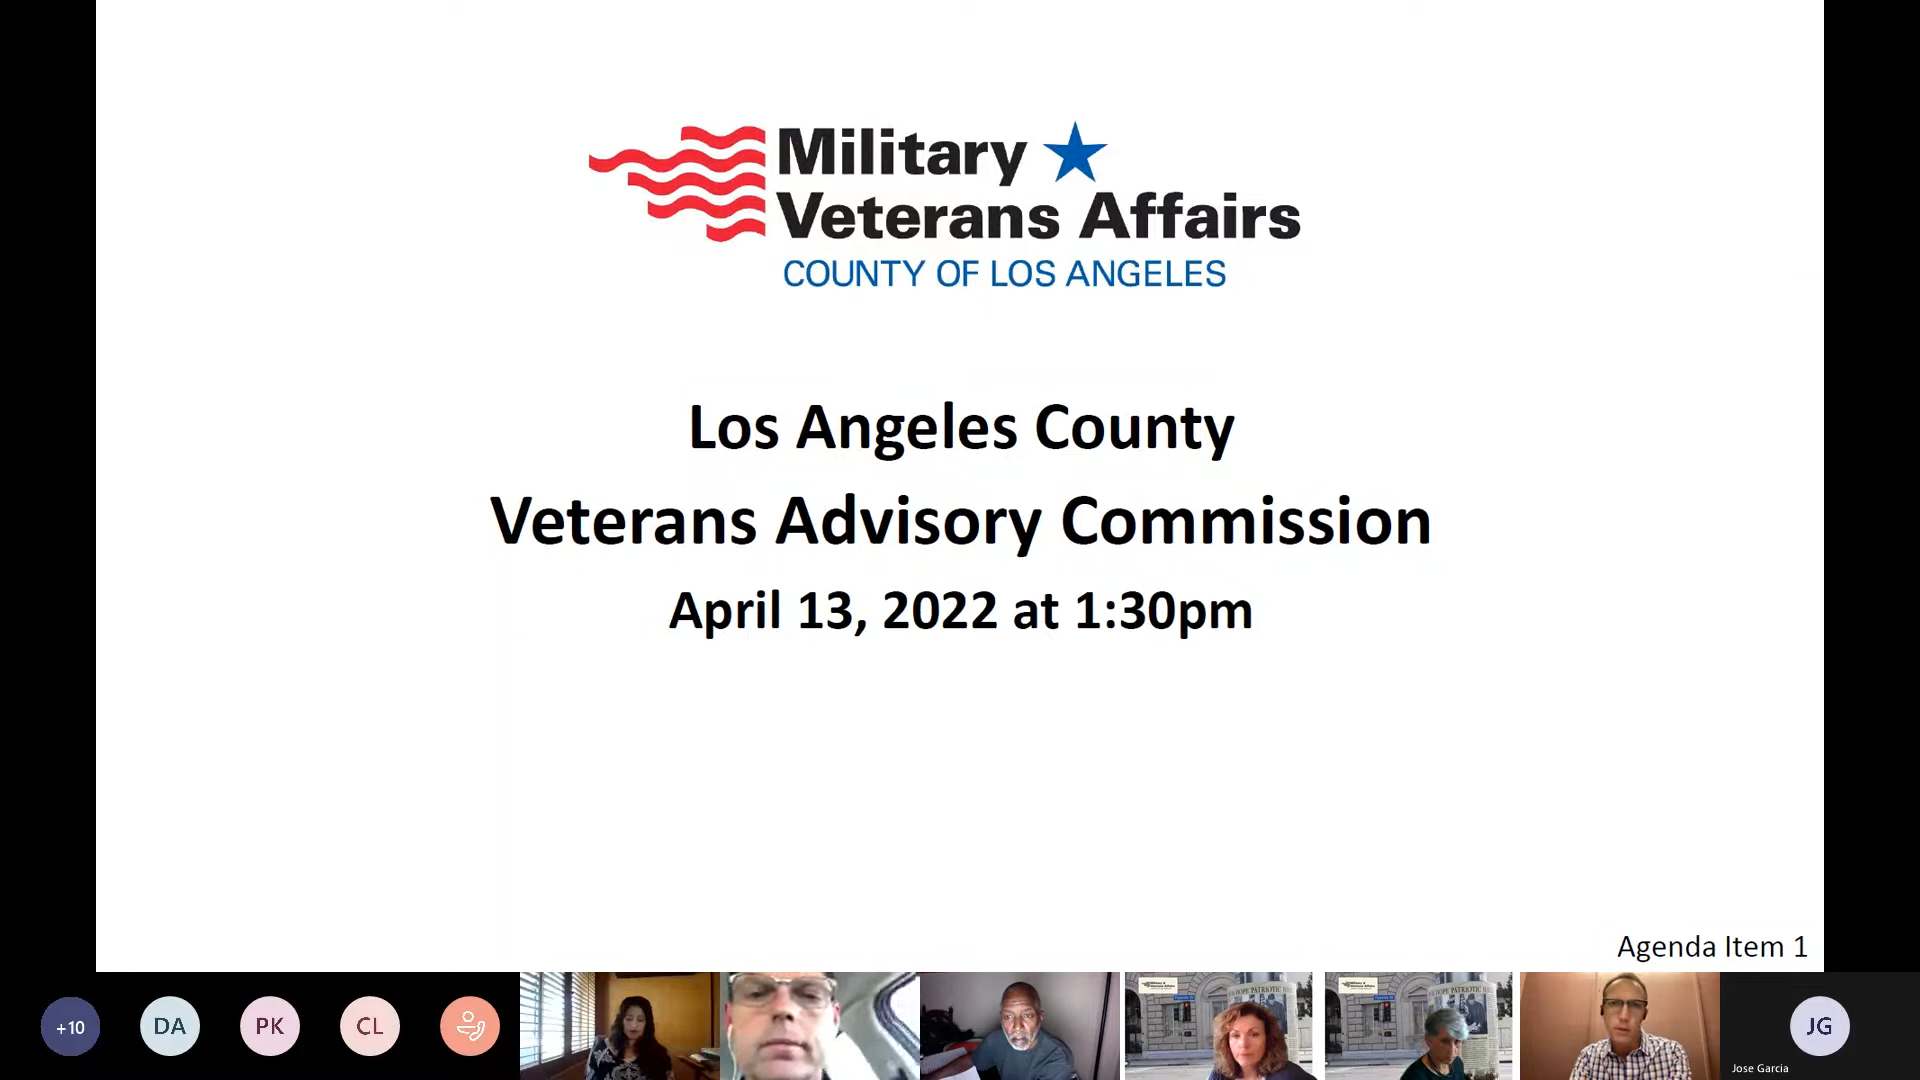 Military
Veterans Affairs
COUNTY OF LOS ANGELES
Los Angeles County
Veterans Advisory Commission
April 13, 2022 at 1:30pm
Agenda Item 1
+10
DA
PK
CL
JG
Jose Garcia